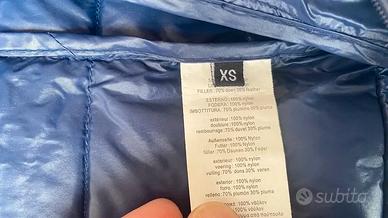 XS
FILLER: 70% down 30% feather
ESTERNO: 100% nylon
FODERA: 100% nylon
IMBOTTITURA: 70% piumino 30% piuma
extérieur: 100% nylon
doublure: 100% nylon
rembourrage: 70% duvet 30%
Außenseite: 100% Nylon
Futter: 100% Nylon
füller: 70% Daunen 30% Feder
exterieur: 100% nylon
voering: 100% nylon
vulling: 70% dons 30% veren
exterior: 100% nylon
forro: 100% nylon
relleno: 70% plumón 30% pluma
100% nylon
subito